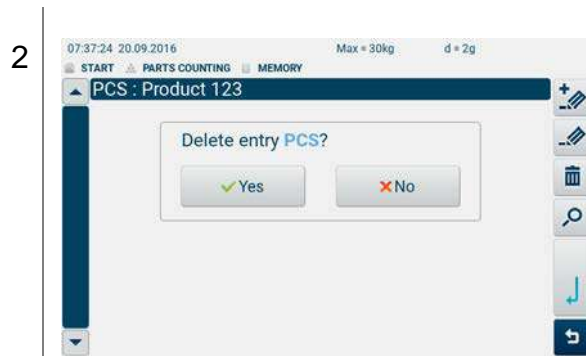 2
07:37:24 20.09.2016 Max = 30kg d = 2g
START PARTS COUNTING MEMORY
PCS : Product 123
Delete entry PCS?
Yes No